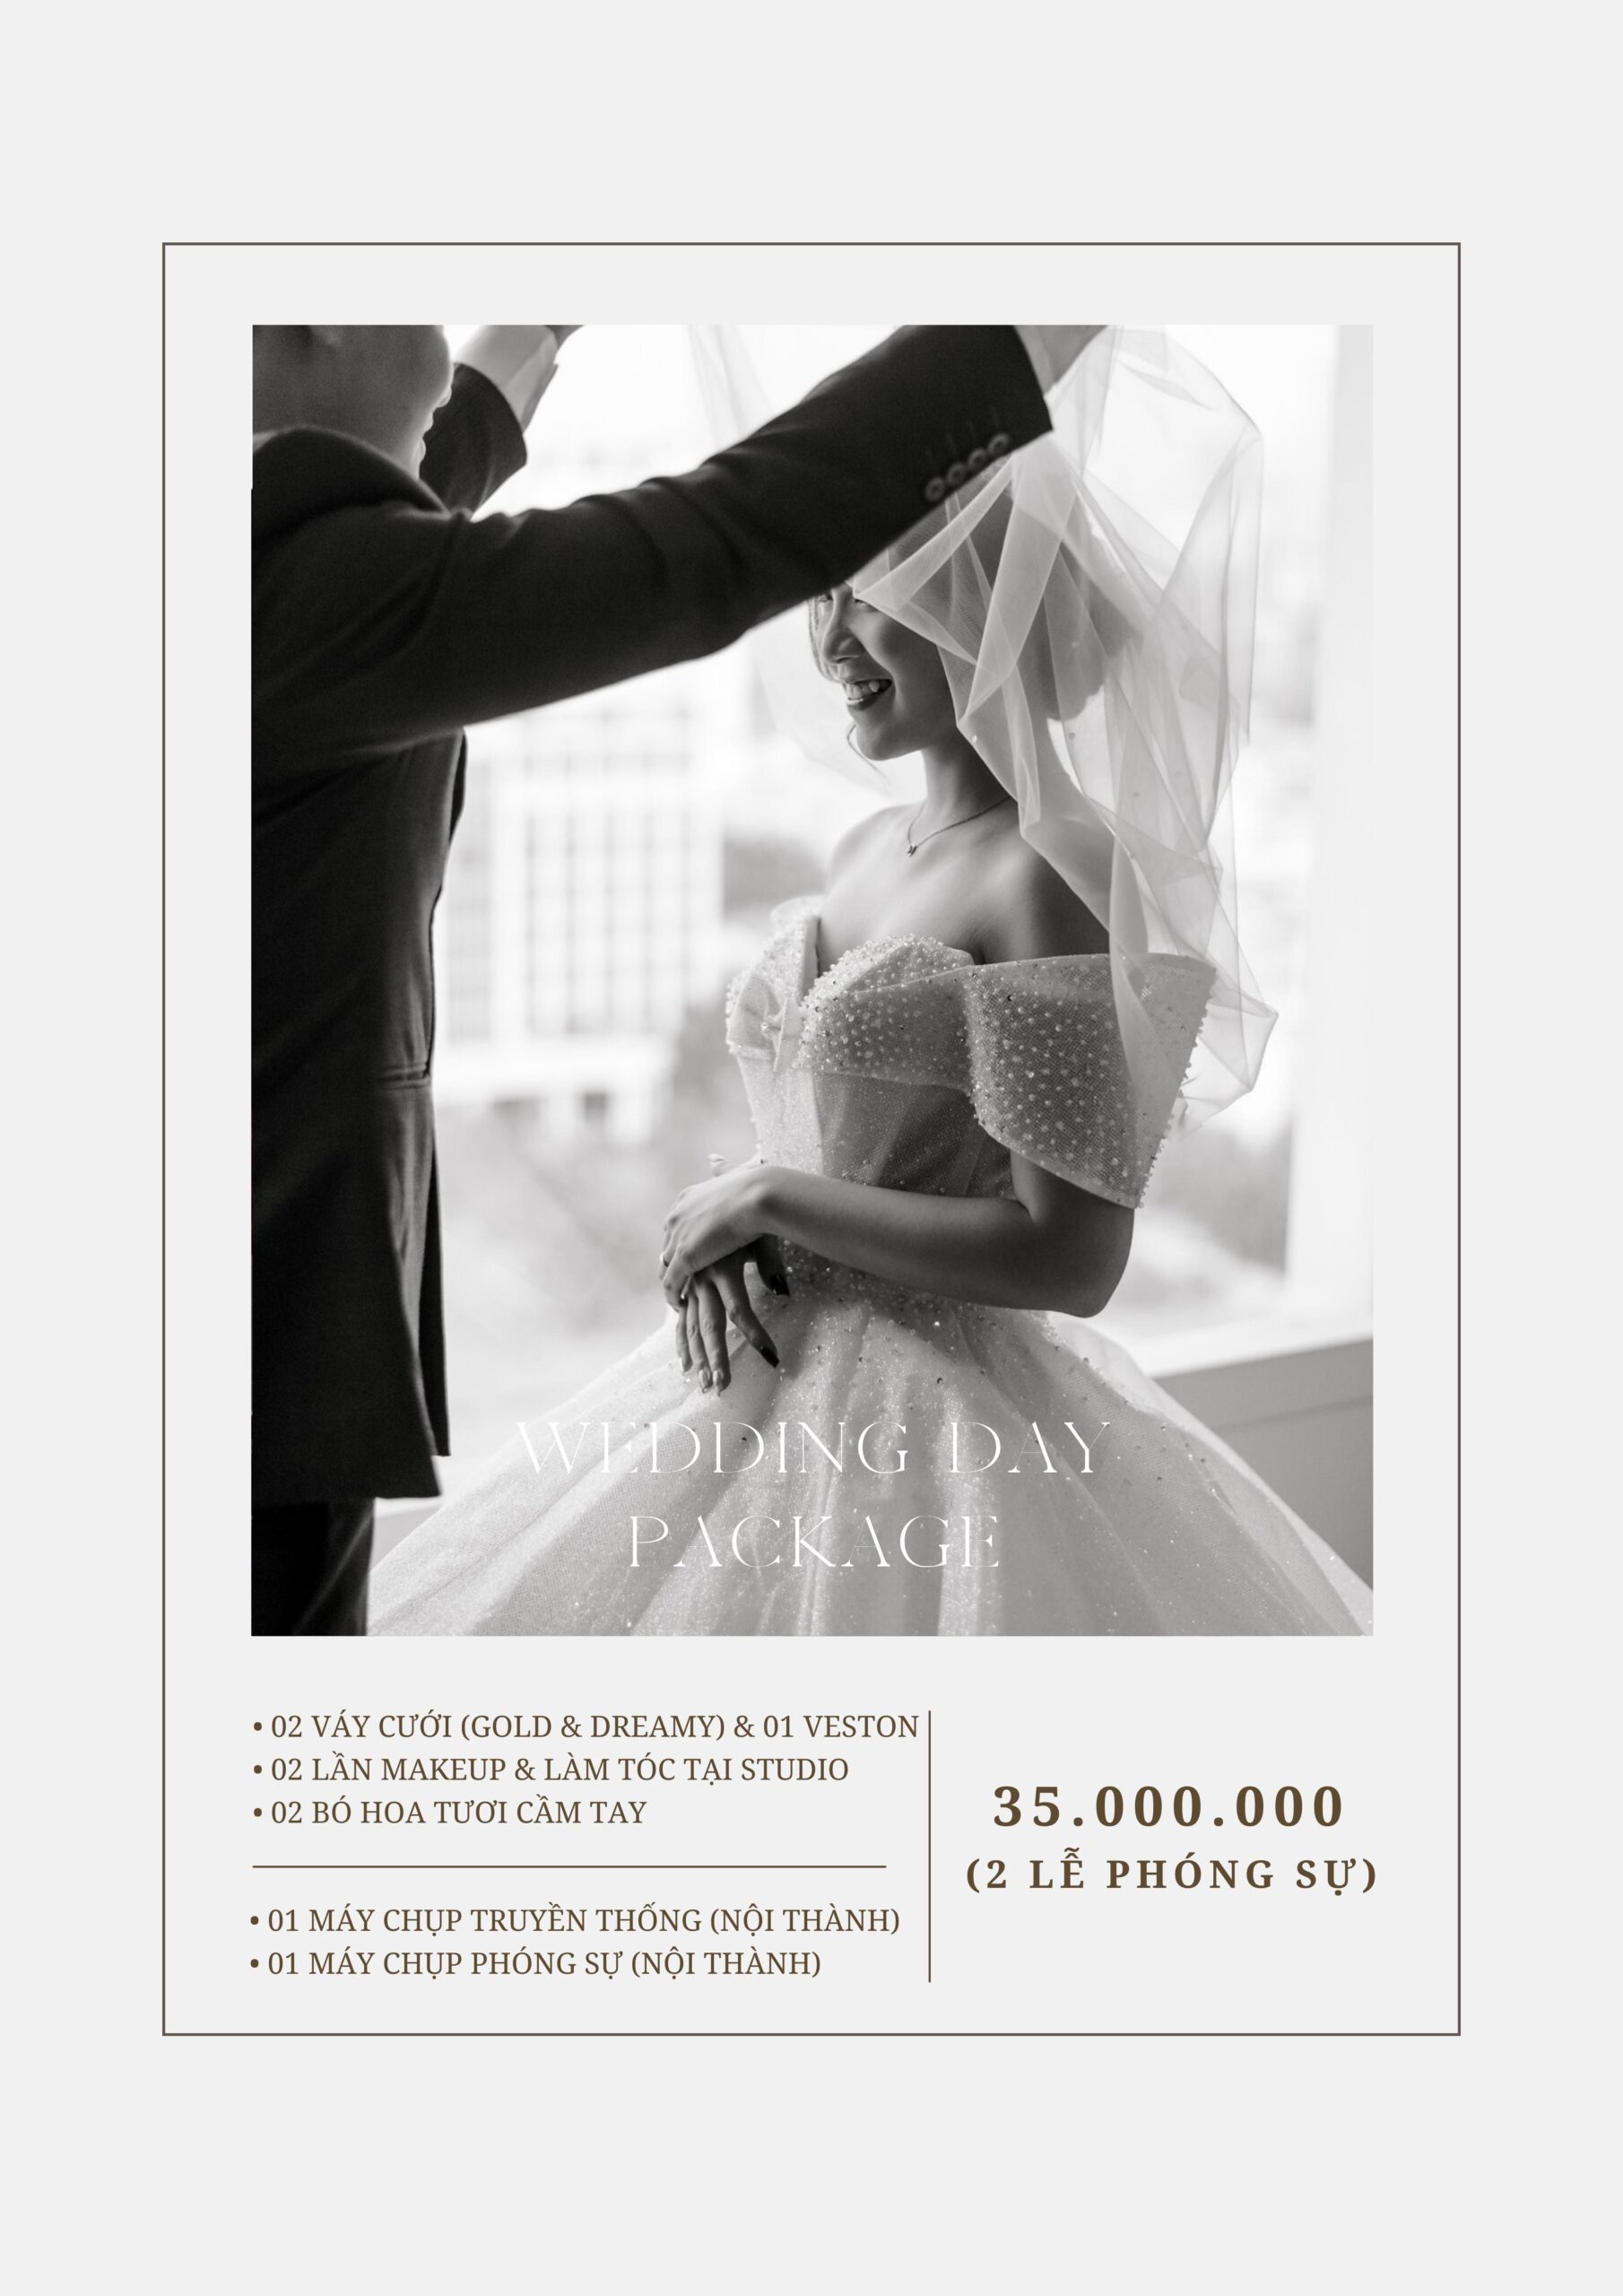 WEDDING DAY
PACKAGE
• 02 VÁY CƯỚI (GOLD & DREAMY) & 01 VESTON
• 02 LẦN MAKEUP & LÀM TÓC TẠI STUDIO
• 02 BÓ HOA TƯƠI CẦM TAY
• 01 MÁY CHỤP TRUYỀN THỐNG (NỘI THÀNH)
• 01 MÁY CHỤP PHÓNG SỰ (NỘI THÀNH)
35.000.000
(2 LỄ PHÓNG SỰ)